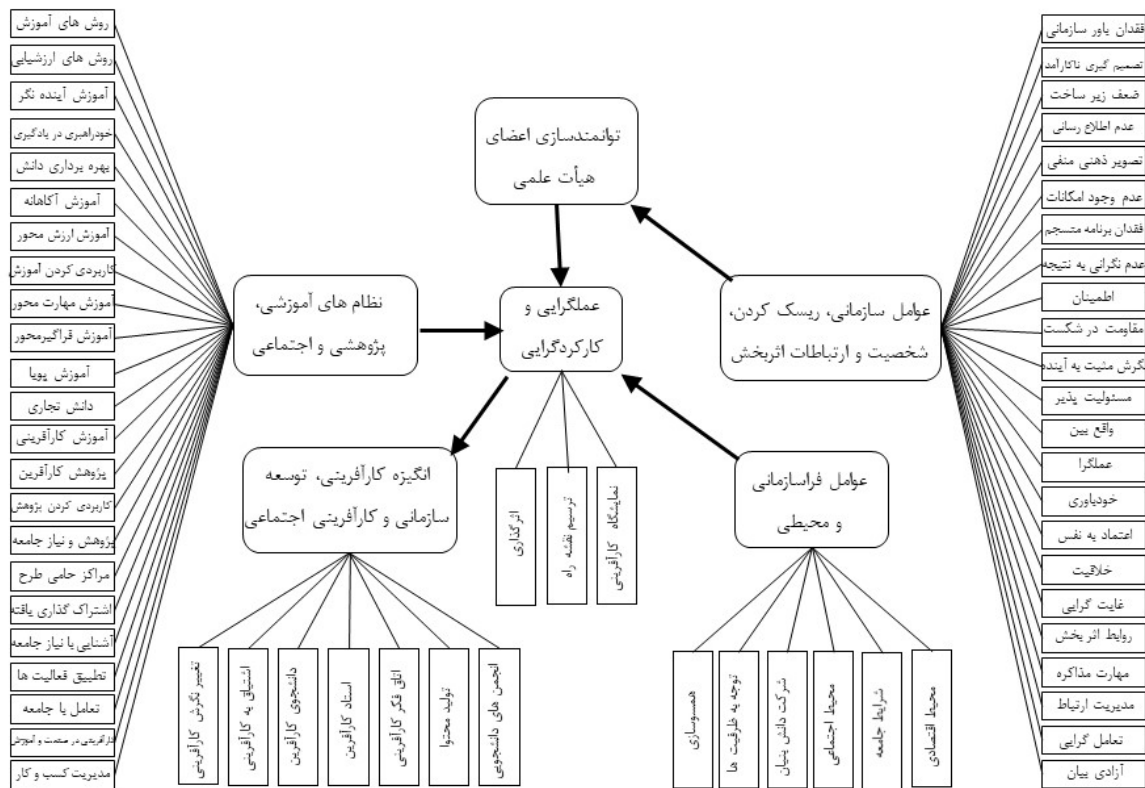 فقدان یاور سازمانی
تصمیم گیری ناکارآمد
ضعف زیر ساخت
عدم اطلاع رسانی
تصویر ذهنی منفی
عدم وجود امکانات
فقدان برنامه منسجم
عدم نگرانی به نتیجه
اطمینان
مقاومت در شکست
نگرش مثبت به آینده
مسئولیت پذیر
واقع بین
عملگرا
خودیاوری
اعتماد به نفس
خلاقیت
غایت گرایی
روابط اثر بخش
مهارت مذاکره
مدیریت ارتباط
تعامل گرایی
آزادی بیان
توانمندسازی اعضای
هیأت علمی
عوامل سازمانی، ریسک کردن،
شخصیت و ارتباطات اثربخش
عملگرایی و
کارکردگرایی
نظام های آموزشی،
پژوهشی و اجتماعی
عوامل فراسازمانی
و محیطی
انگیزه کارآفرینی، توسعه
سازمانی و کارآفرینی اجتماعی
نمایشگاه کارآفرینی
ترسیم نقشه راه
اثرگذاری
محیط اقتصادی
شرایط جامعه
محیط اجتماعی
شرکت دانش بنیان
توجه به ظرفیت ها
همسوسازی
انجمن های دانشجویی
تولید محتوا
اتاق فکر کارآفرینی
استاد کارآفرین
دانشجوی کارآفرین
اشتیاق به کارآفرینی
تغییر نگرش کارآفرینی
روش های آموزش
روش های ارزشیابی
آموزش آینده نگر
خودراهبری در یادگیری
بهره برداری دانش
آموزش آگاهانه
آموزش ارزش محور
کاربردی کردن آموزش
آموزش مهارت محور
آموزش فراگیرمحور
آموزش پویا
دانش تجاری
آموزش کارآفرینی
پژوهش کارآفرین
کاربردی کردن پژوهش
پژوهش و نیاز جامعه
مراکز حامی طرح
اشتراک گذاری یافته
آشنایی با نیاز جامعه
تطبیق فعالیت ها
تعامل با جامعه
کارآفرینی در صنعت و آموزش
مدیریت کسب و کار